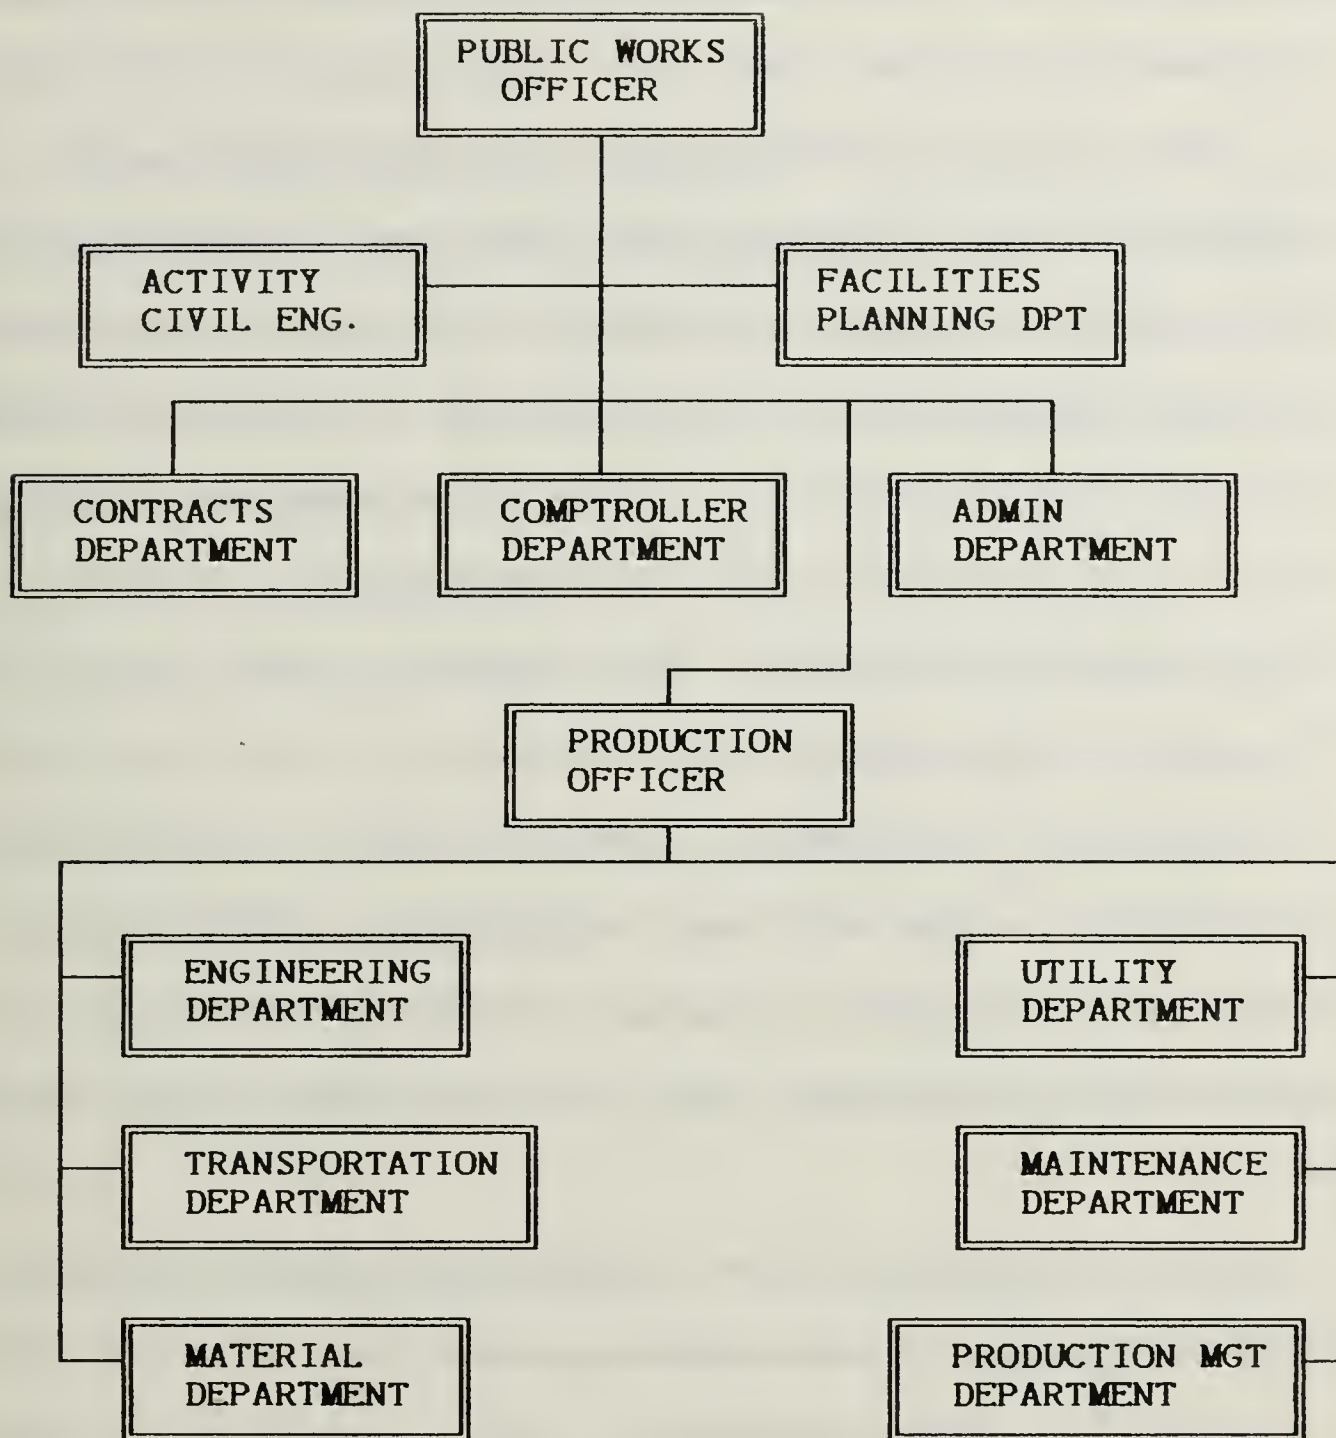 PUBLIC WORKS
OFFICER
ACTIVITY
CIVIL ENG.
FACILITIES
PLANNING DPT
CONTRACTS
DEPARTMENT
COMPTROLLER
DEPARTMENT
ADMIN
DEPARTMENT
PRODUCTION
OFFICER
ENGINEERING
DEPARTMENT
UTILITY
DEPARTMENT
TRANSPORTATION
DEPARTMENT
MAINTENANCE
DEPARTMENT
MATERIAL
DEPARTMENT
PRODUCTION MGT
DEPARTMENT